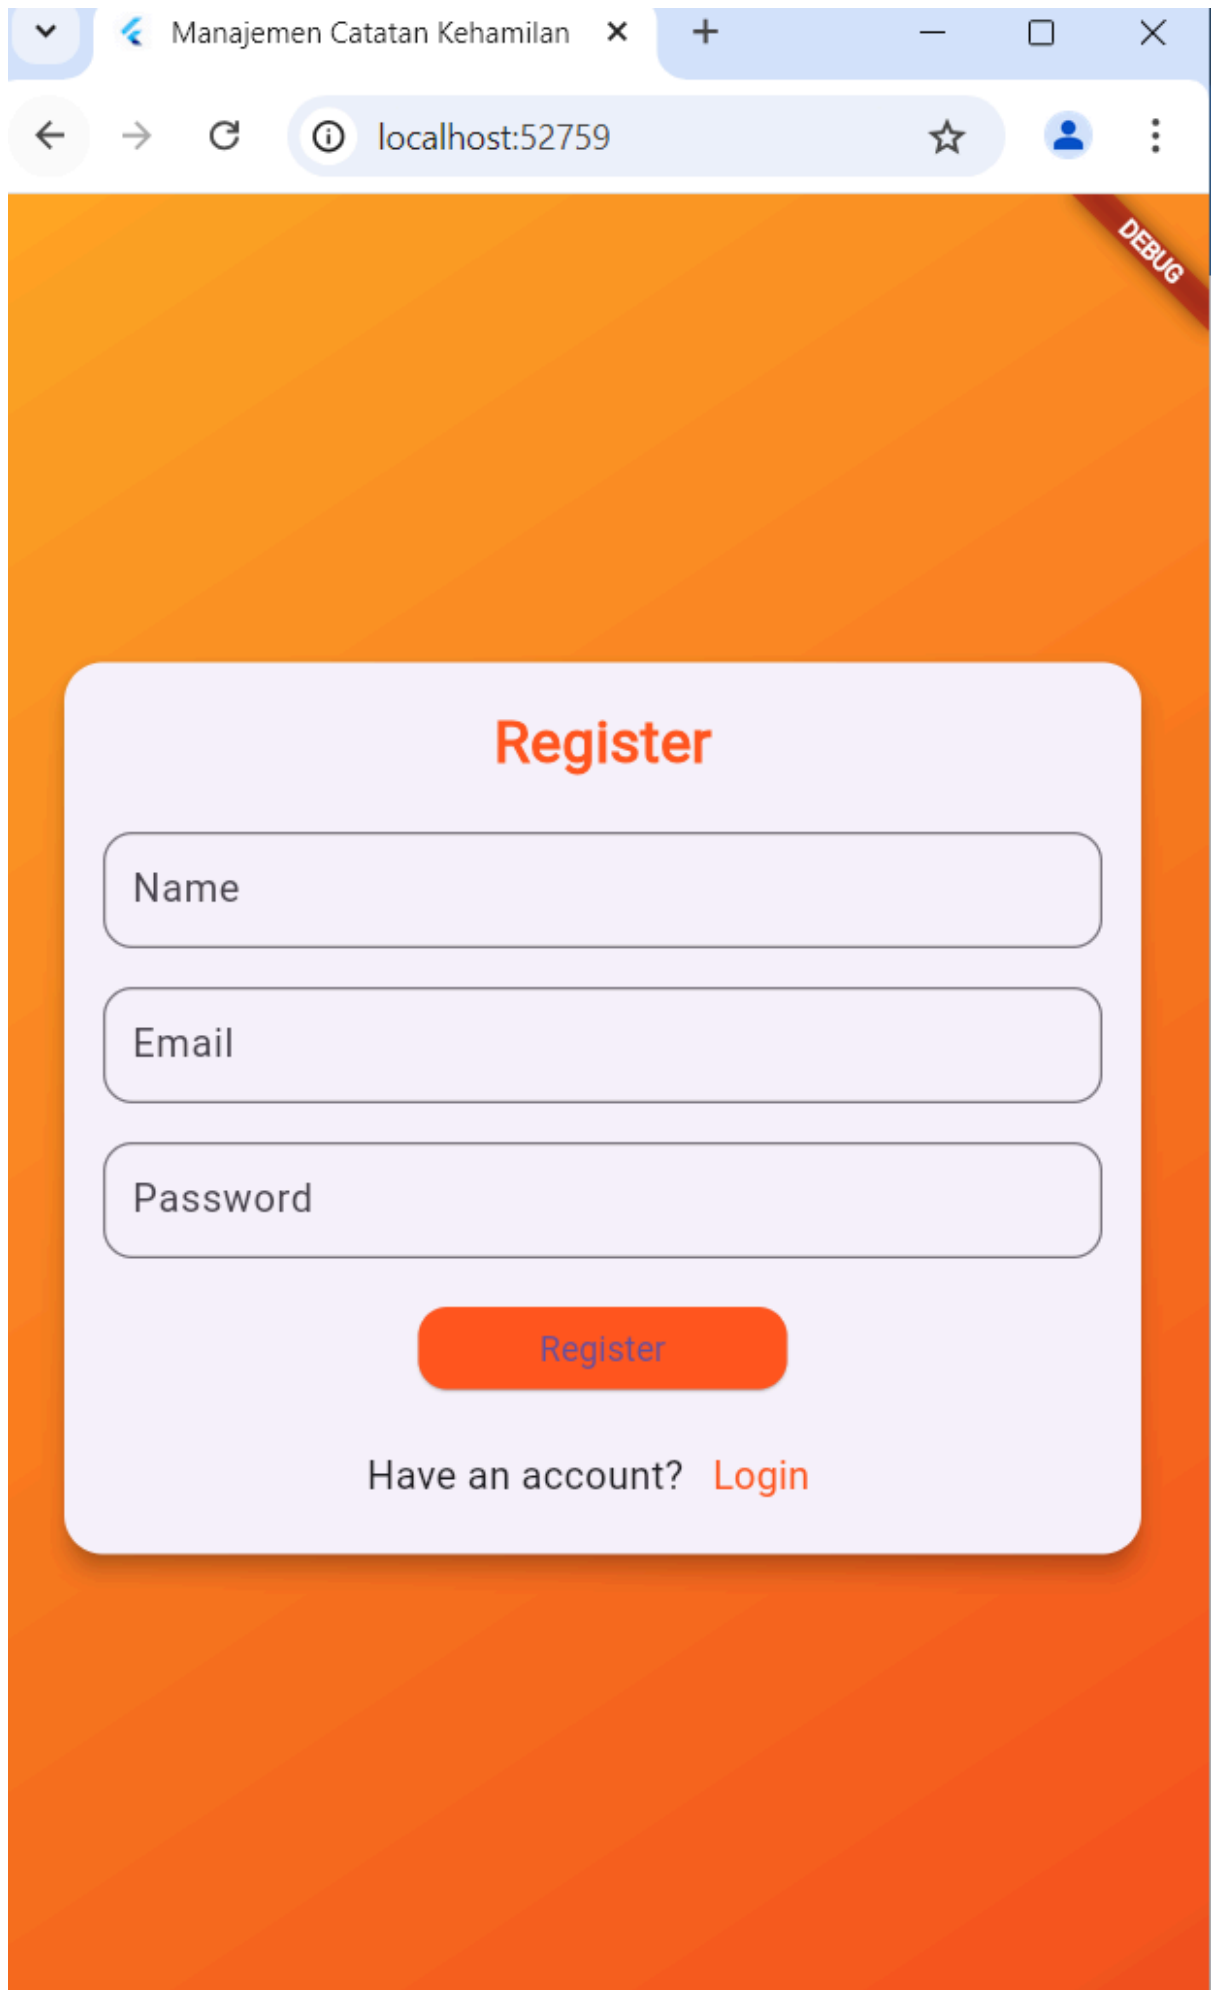 Manajemen Catatan Kehamilan
localhost:52759
DEBUG
Register
Name
Email
Password
Register
Have an account? Login